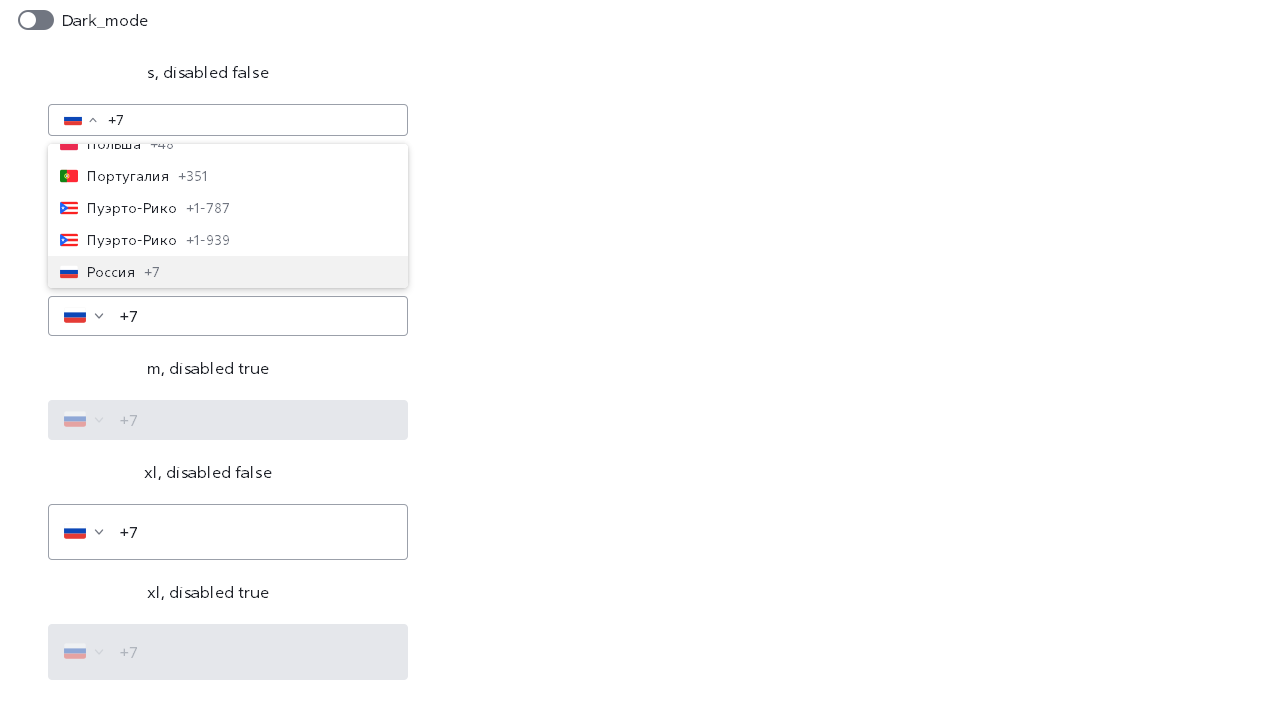 Dark_mode
s, disabled false
+7
Польша +48
Португалия +351
Пуэрто-Рико +1-787
Пуэрто-Рико +1-939
Россия +7
+7
m, disabled true
+7
xl, disabled false
+7
xl, disabled true
+7